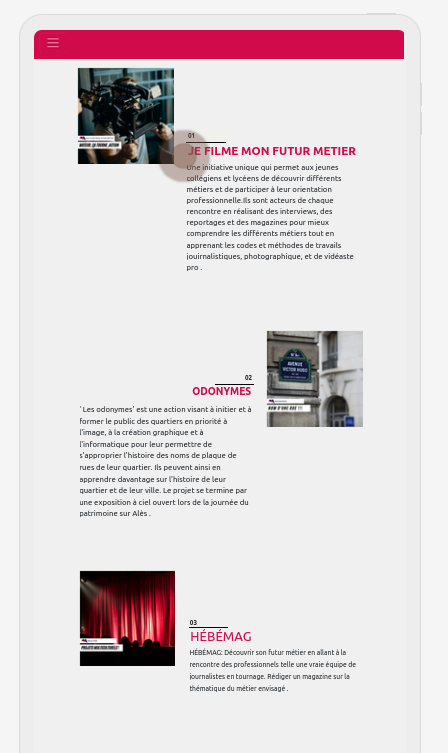 01
JE FILME MON FUTUR METIER
Une initiative unique qui permet aux jeunes
collégiens et lycéens de découvrir différents
métiers et de participer à leur orientation
professionnelle.Ils sont acteurs de chaque
rencontre en réalisant des interviews, des
reportages et des magazines pour mieux
comprendre les différents métiers tout en
apprenant les codes et méthodes de travails
jouirnalistiques, photographique, et de vidéaste
pro .
AVENUE
VICTOR HUGO
NOM D'UNE RUE !!!
02
ODONYMES
' Les odonymes' est une action visant à initier et à
former le public des quartiers en priorité à
l'image, à la création graphique et à
l'informatique pour leur permettre de
s'approprier l'histoire des noms de plaque de
rues de leur quartier. Ils peuvent ainsi en
apprendre davantage sur l'histoire de leur
quartier et de leur ville. Le projet se termine par
une exposition à ciel ouvert lors de la journée du
patrimoine sur Alès .
03
HÉBÉMAG
HÉBÉMAG: Découvrir son futur métier en allant à la
rencontre des professionnels telle une vraie équipe de
journalistes en tournage. Rédiger un magazine sur la
thématique du métier envisagé .